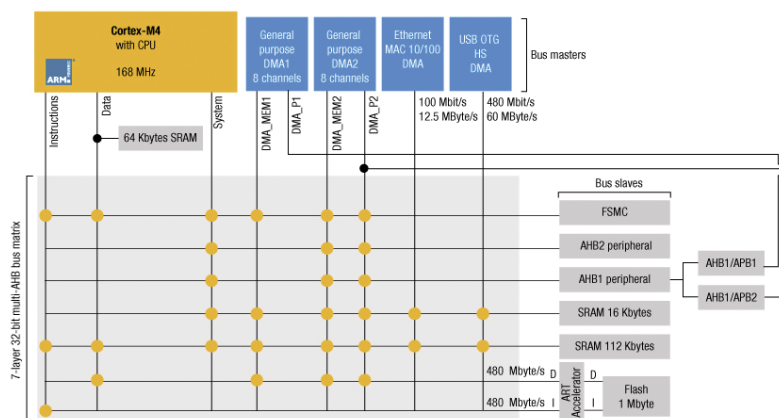 Cortex-M4
with CPU
168 MHz
ARM
General
purpose
DMA1
8 channels
General
purpose
DMA2
8 channels
Ethernet
MAC 10/100
DMA
USB OTG
HS
DMA
Bus masters
Instructions
Data
System
DMA_MEM1
DMA_P1
DMA_MEM2
DMA_P2
100 Mbit/s
12.5 MByte/s
480 Mbit/s
60 MByte/s
64 Kbytes SRAM
7-layer 32-bit multi-AHB bus matrix
Bus slaves
FSMC
AHB2 peripheral
AHB1 peripheral
AHB1/APB1
AHB1/APB2
SRAM 16 Kbytes
SRAM 112 Kbytes
480 Mbyte/s
D
D
480 Mbyte/s
I
I
ART
Accelerator
Flash
1 Mbyte